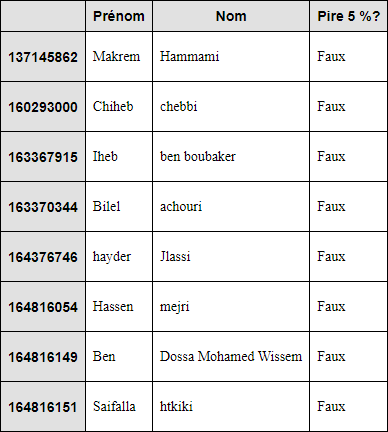 Prénom Nom Pire 5 %?
137145862 Makrem Hammami Faux
160293000 Chiheb chebbi Faux
163367915 Iheb ben boubaker Faux
163370344 Bilel achouri Faux
164376746 hayder Jlassi Faux
164816054 Hassen mejri Faux
164816149 Ben Dossa Mohamed Wissem Faux
164816151 Saifalla htkiki Faux